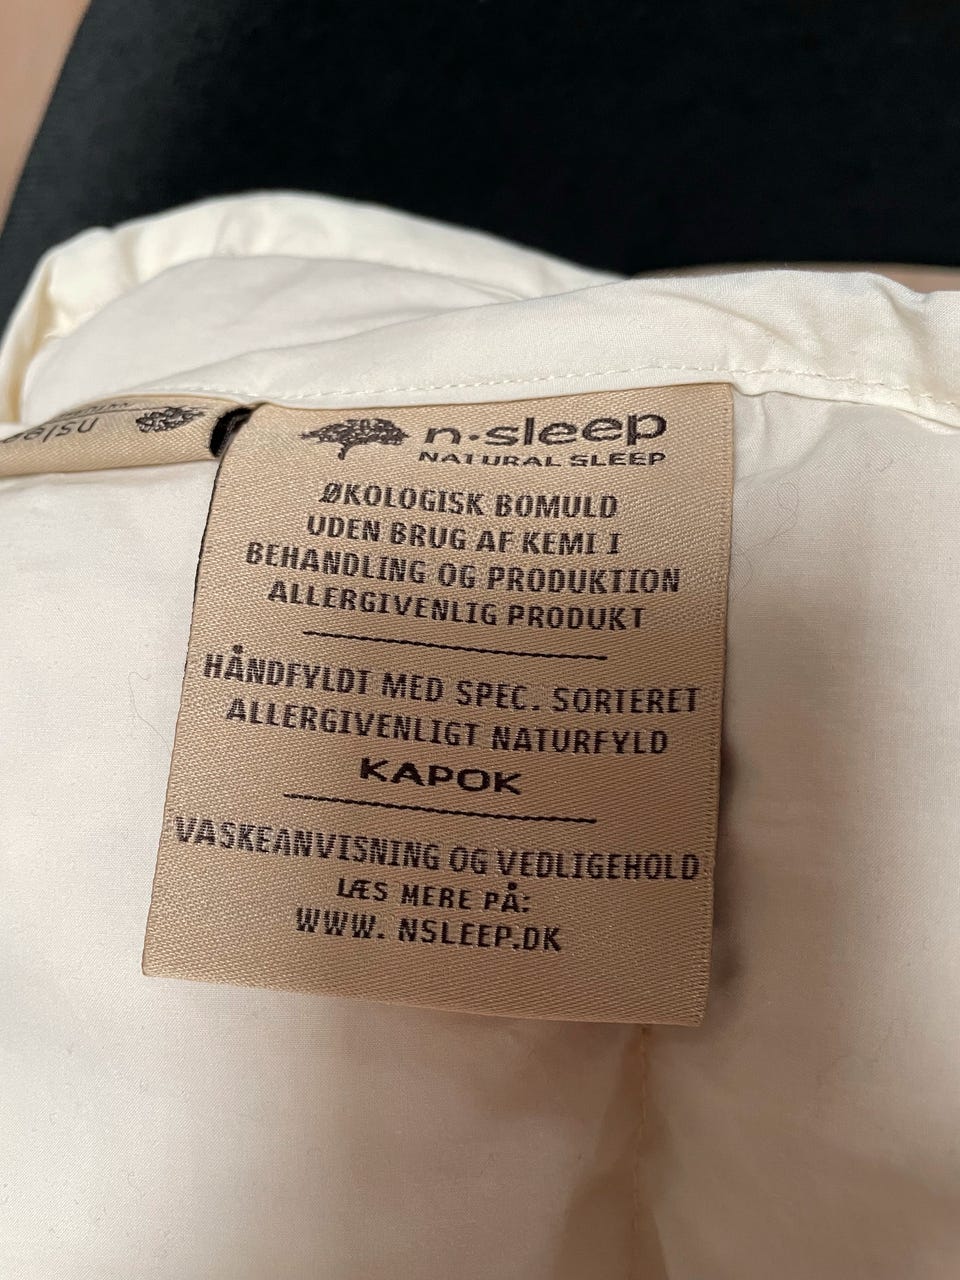 n·sleep
NATURAL SLEEP
ØKOLOGISK BOMULD
UDEN BRUG AF KEMI I
BEHANDLING OG PRODUKTION
ALLERGIVENLIG PRODUKT
HÅNDFYLDT MED SPEC. SORTERET
ALLERGIVENLIGT NATURFYLD
KAPOK
VASKEANVISNING OG VEDLIGEHOLD
LÆS MERE PÅ:
WWW. NSLEEP.DK